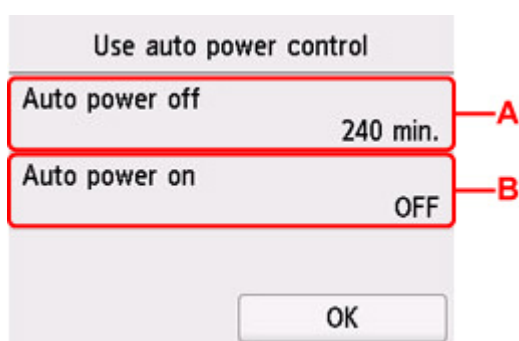 Use auto power control
Auto power off
240 min.
A
Auto power on
OFF
B
OK